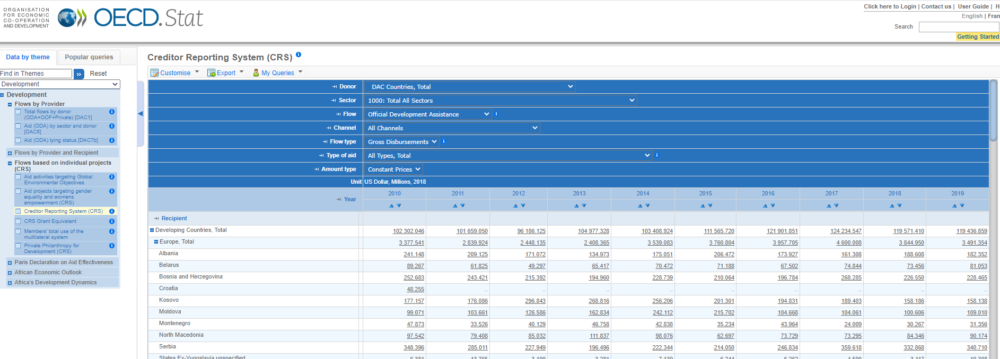 ORGANISATION
FOR ECONOMIC
CO-OPERATION
AND DEVELOPMENT
OECD.Stat
Click here to Login | Contact us | User Guide | H
English | Fran
Search
Getting Started
Data by theme
Popular queries
Find in Themes
»
Reset
Development
Development
Flows by Provider
Total flows by donor
(ODA+OOF+Private) [DAC1]
Aid (ODA) by sector and donor
[DAC5]
Aid (ODA) tying status [DAC7b]
Flows by Provider and Recipient
Flows based on individual projects
(CRS)
Aid activities targeting Global
Environmental Objectives
Aid projects targeting gender
equality and womens
empowerment (CRS)
Creditor Reporting System (CRS)
CRS Grant Equivalent
Members' total use of the
multilateral system
Private Philanthropy for
Development (CRS)
Paris Declaration on Aid Effectiveness
African Economic Outlook
Africa's Development Dynamics
Creditor Reporting System (CRS)
Customise Export My Queries
Donor DAC Countries, Total
Sector 1000: Total All Sectors
Flow Official Development Assistance
Channel All Channels
Flow type Gross Disbursements
Type of aid All Types, Total
Amount type Constant Prices
Unit US Dollar, Millions, 2018
Year 2010 2011 2012 2013 2014 2015 2016 2017 2018 2019
Recipient
Developing Countries, Total 102 302.046 101 659.050 96 186.125 104 977.328 103 408.924 111 565.720 121 901.851 124 234.547 119 571.410 119 436.859
Europe, Total 3 377.541 2 839.924 2 448.135 2 408.365 3 539.083 3 760.804 3 957.705 4 600.008 3 844.950 3 491.354
Albania 241.148 209.125 171.072 134.973 175.051 206.472 173.927 161.308 188.608 182.352
Belarus 89.267 61.825 49.297 65.417 70.472 71.188 67.502 74.844 73.456 81.053
Bosnia and Herzegovina 252.683 243.421 215.392 194.960 228.739 210.064 196.784 268.285 226.550 228.465
Croatia 48.255 .. .. .. .. .. .. .. .. ..
Kosovo 177.157 176.086 296.843 268.816 256.206 201.301 194.831 189.403 158.186 158.138
Moldova 99.071 103.661 126.586 162.834 242.112 215.702 104.668 104.061 100.606 109.010
Montenegro 47.873 33.526 40.129 46.758 42.838 35.234 43.964 24.009 30.267 31.356
North Macedonia 97.542 79.408 85.032 111.837 98.076 62.697 73.729 73.295 84.346 90.174
Serbia 348.396 285.011 227.949 196.496 222.344 214.050 246.834 359.618 332.868 340.710
States Ex-Yugoslavia unspecified